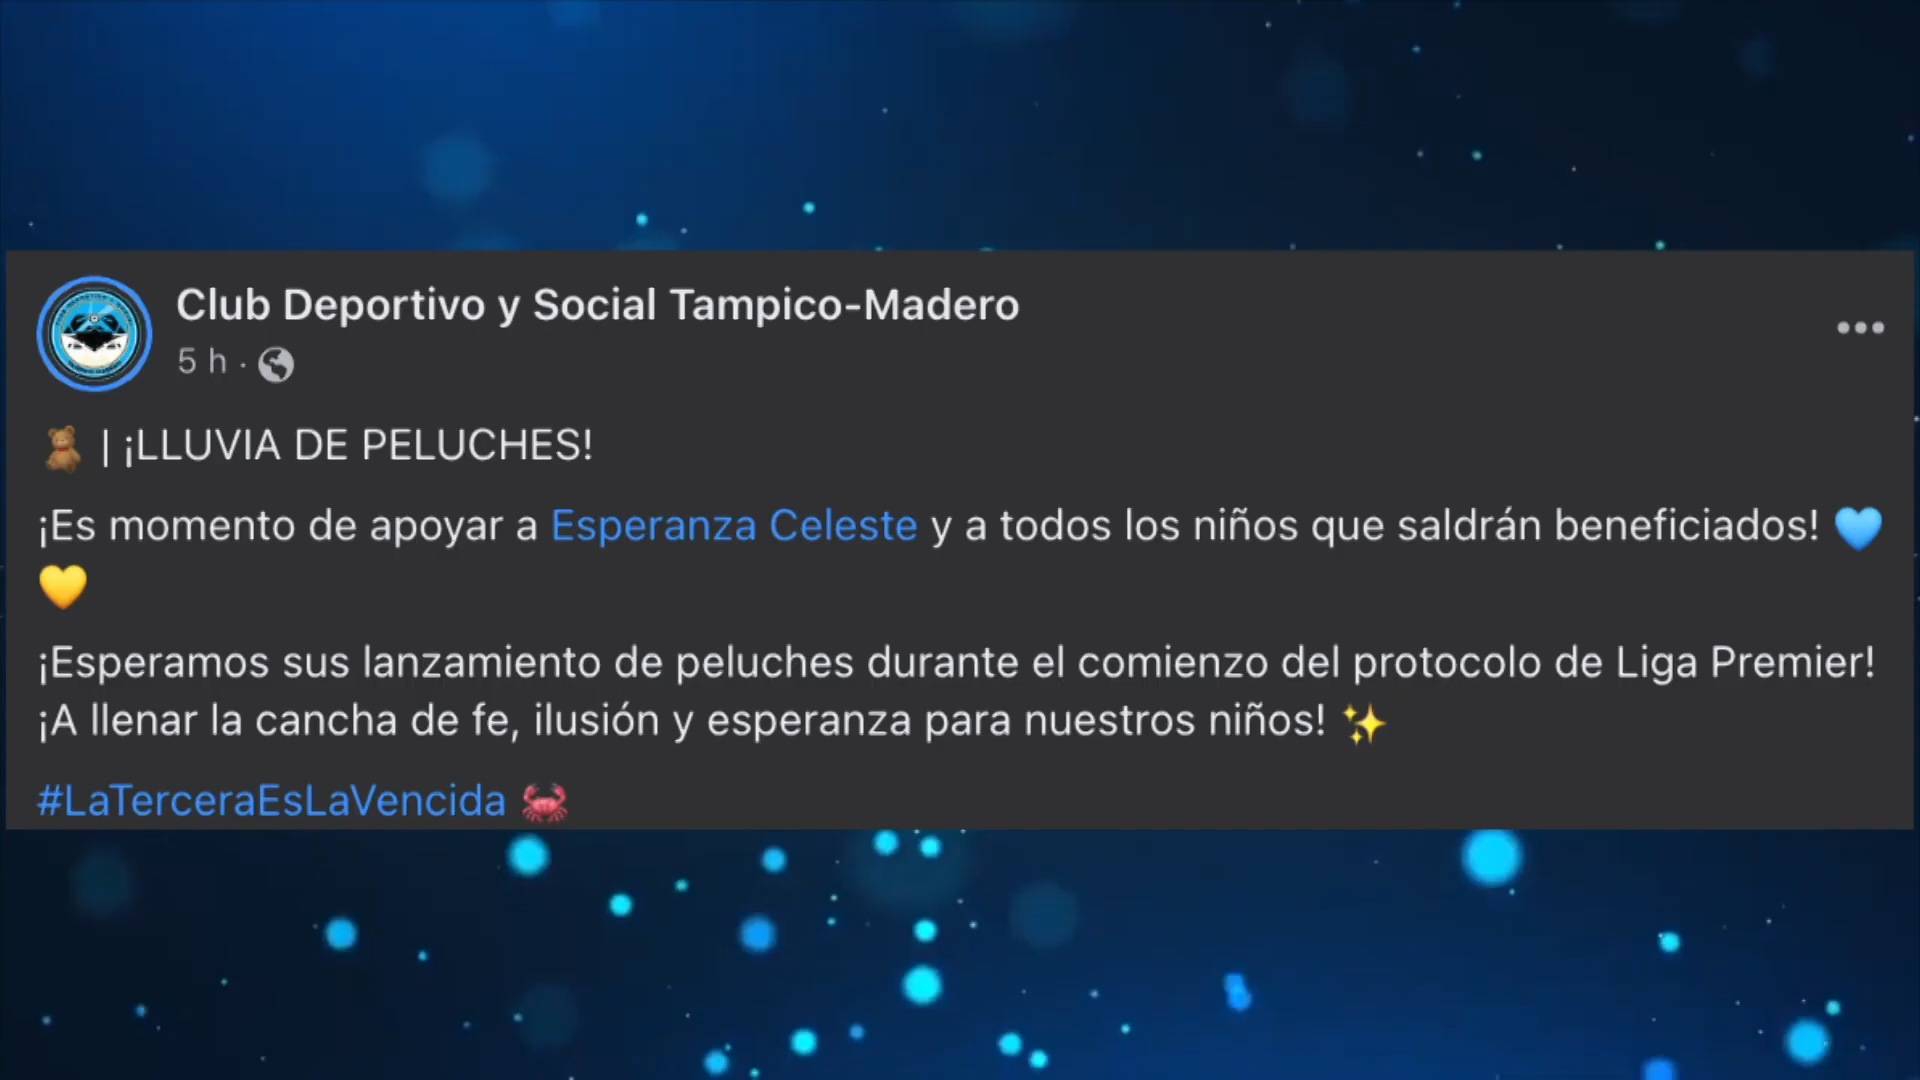 Club Deportivo y Social Tampico-Madero
5 h ·
🧸 | ¡LLUVIA DE PELUCHES!
¡Es momento de apoyar a Esperanza Celeste y a todos los niños que saldrán beneficiados! 🩵
💛
¡Esperamos sus lanzamiento de peluches durante el comienzo del protocolo de Liga Premier!
¡A llenar la cancha de fe, ilusión y esperanza para nuestros niños! ✨
#LaTerceraEsLaVencida 🦀